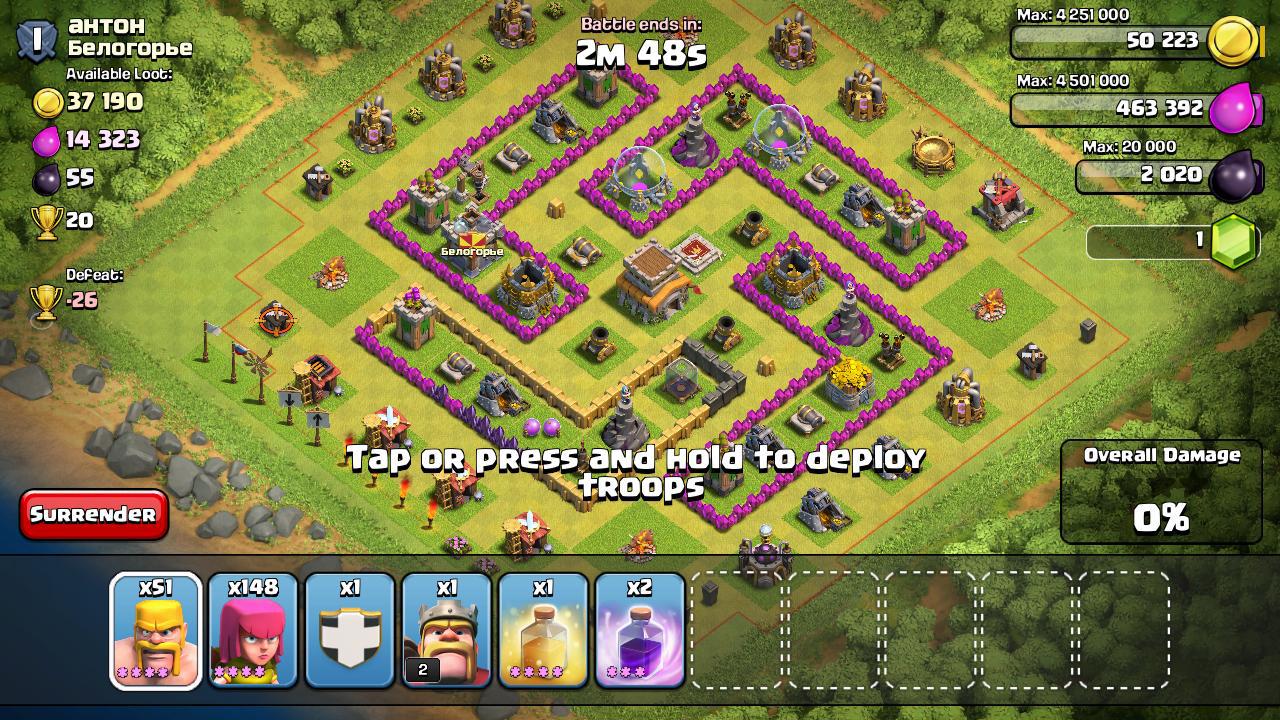 1
антон
Белогорье
Available Loot:
37 190
14 323
55
20
Defeat:
-26
Battle ends in:
2m 48s
Max: 4 251 000
50 223
Max: 4 501 000
463 392
Max: 20 000
2 020
1
Белогорье
Tap or press and hold to deploy
troops
Surrender
Overall Damage
0%
x51
x148
x1
x1
x1
x2
2